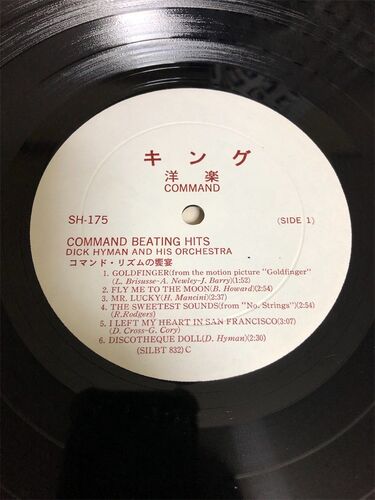 キング
洋楽
COMMAND
SH-175 (SIDE 1)
COMMAND BEATING HITS
DICK HYMAN AND HIS ORCHESTRA
コマンド・リズムの饗宴
1. GOLDFINGER(from the motion picture "Goldfinger"
(L. Brisusse-A. Newley-J. Barry)(1:52)
2. FLY ME TO THE MOON(B. Howard)(2:54)
3. MR. LUCKY(H. Mancini)(2:37)
4. THE SWEETEST SOUNDS(from "No. Strings")(2:54)
(R.Rodgers)
5. I LEFT MY HEART IN SAN FRANCISCO(3:07)
(D. Cross-G. Cory)
6. DISCOTHEQUE DOLL(D. Hyman)(2:30)
(SILBT 832) C